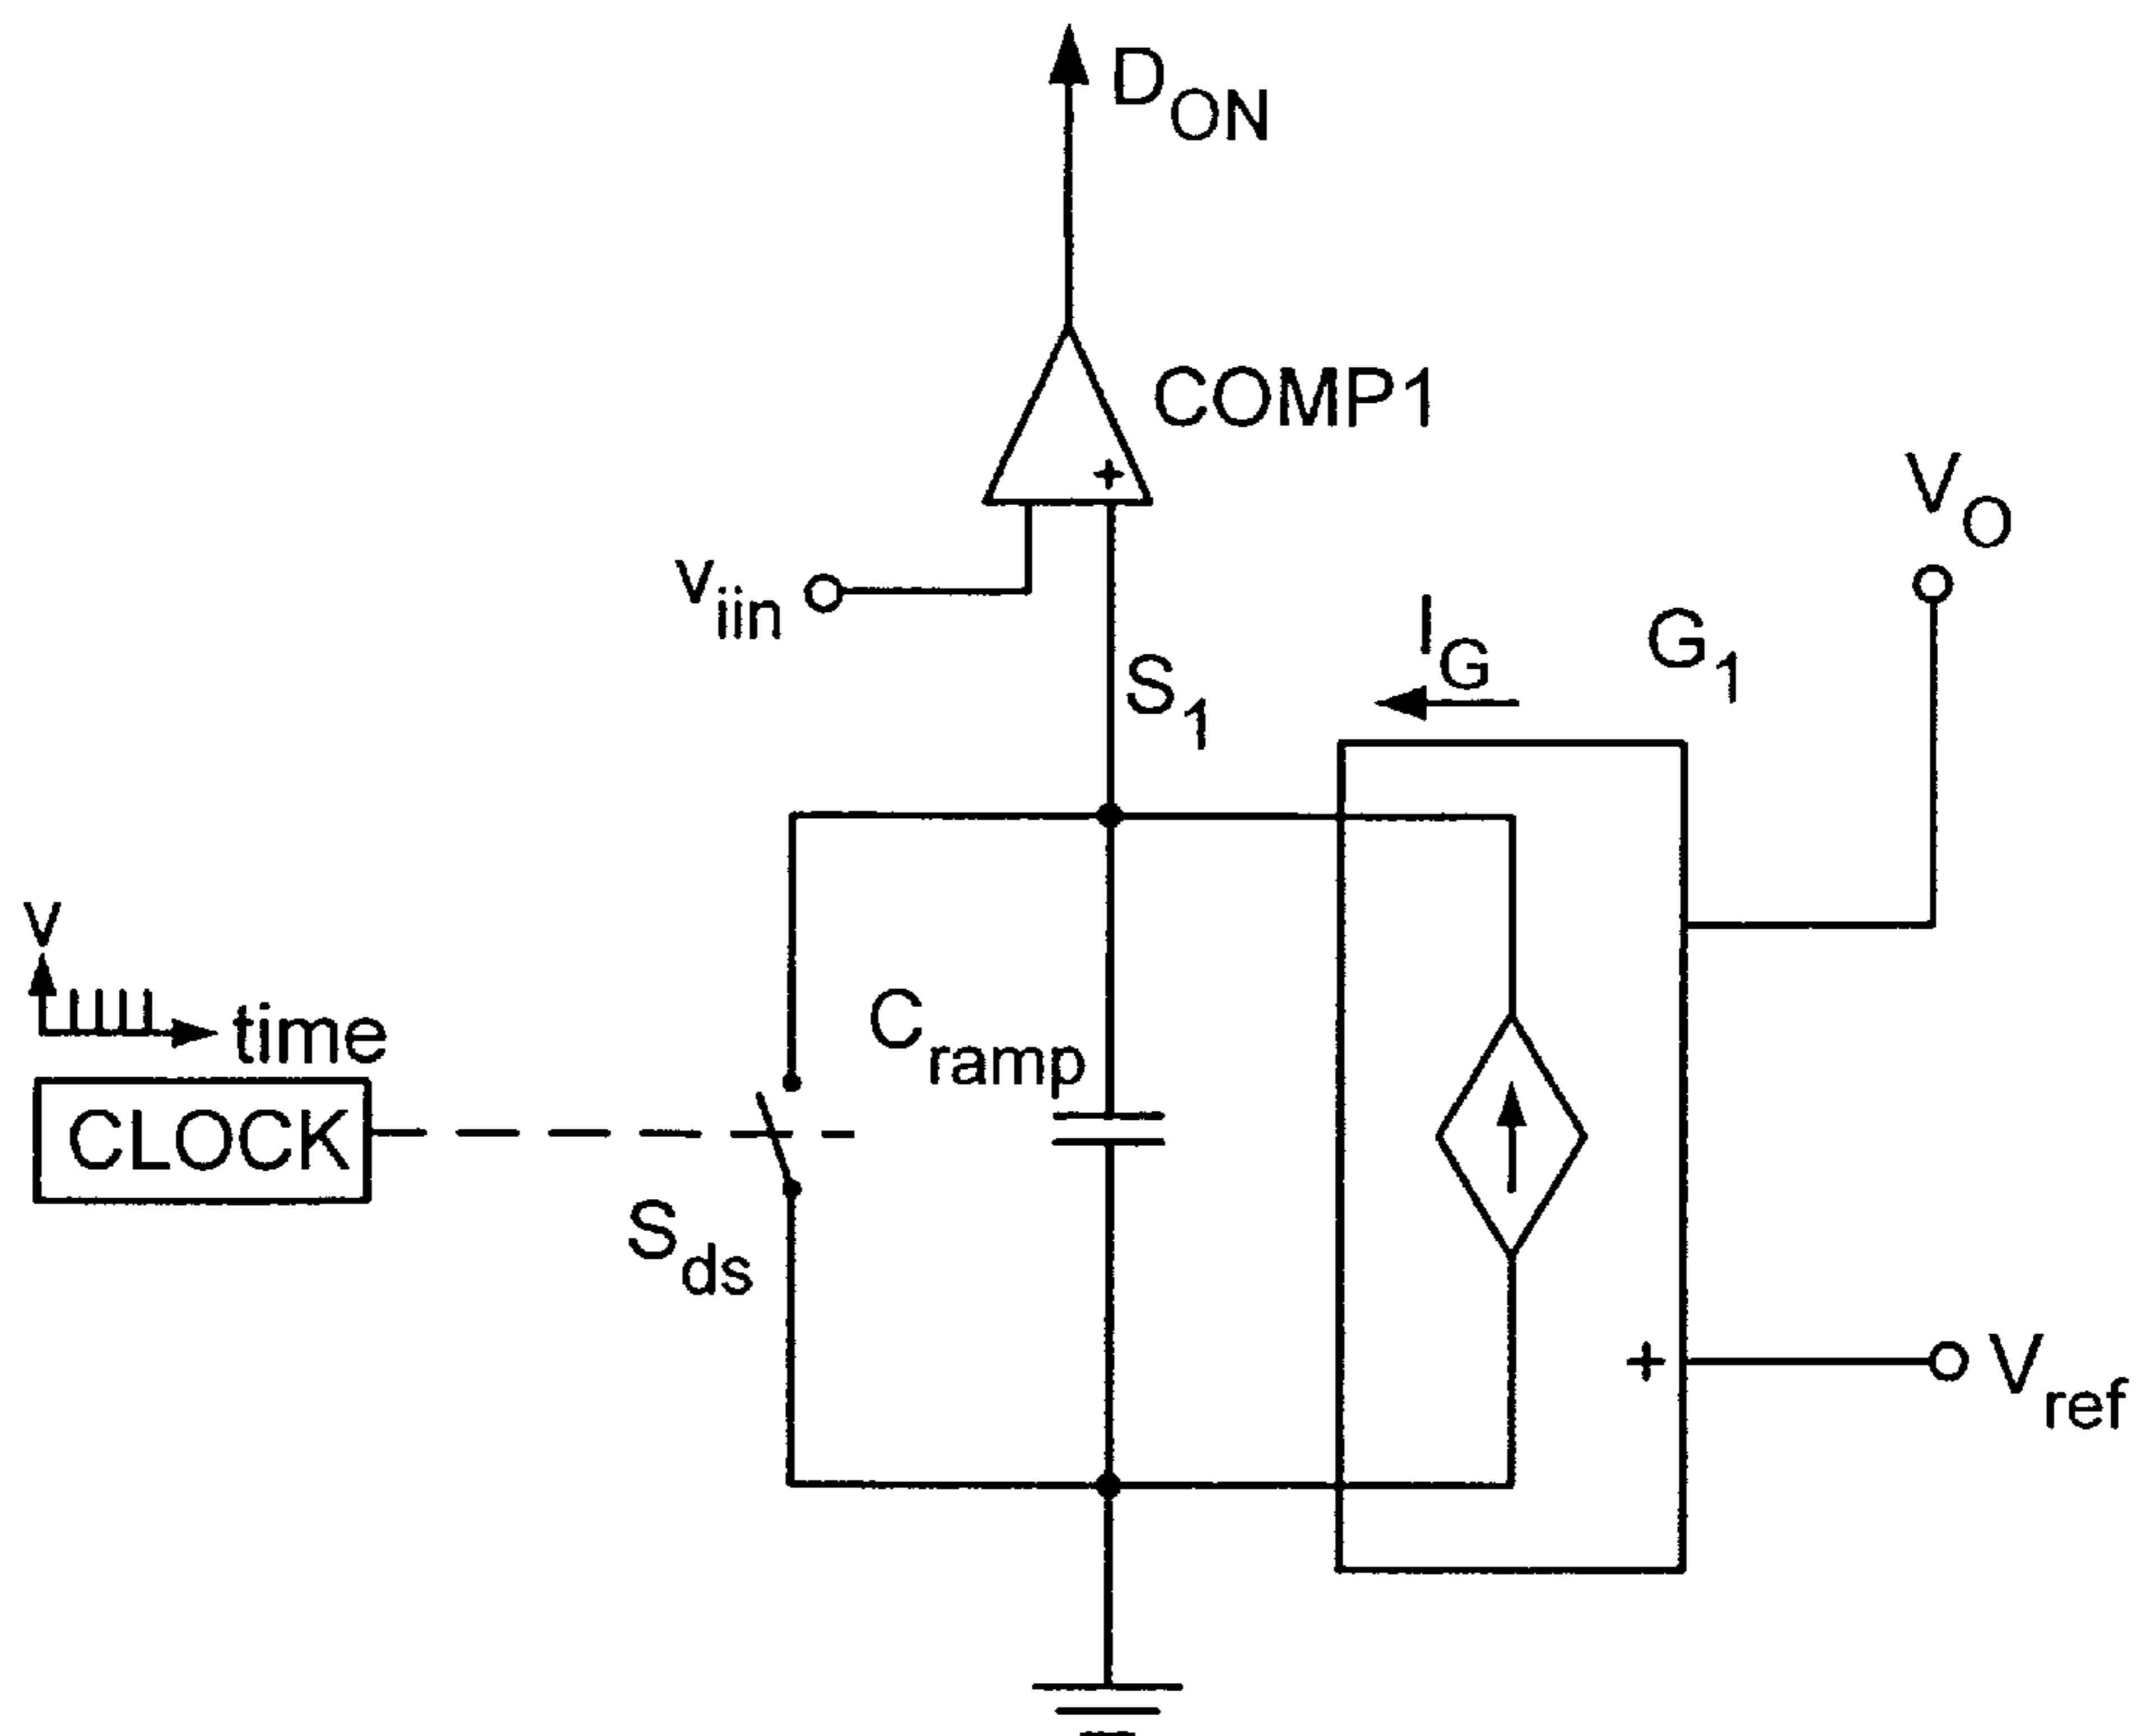 D_ON
COMP1
+
V_O
v_iin
I_G
G_1
S_1
v
time
C_ramp
CLOCK
S_ds
+
V_ref